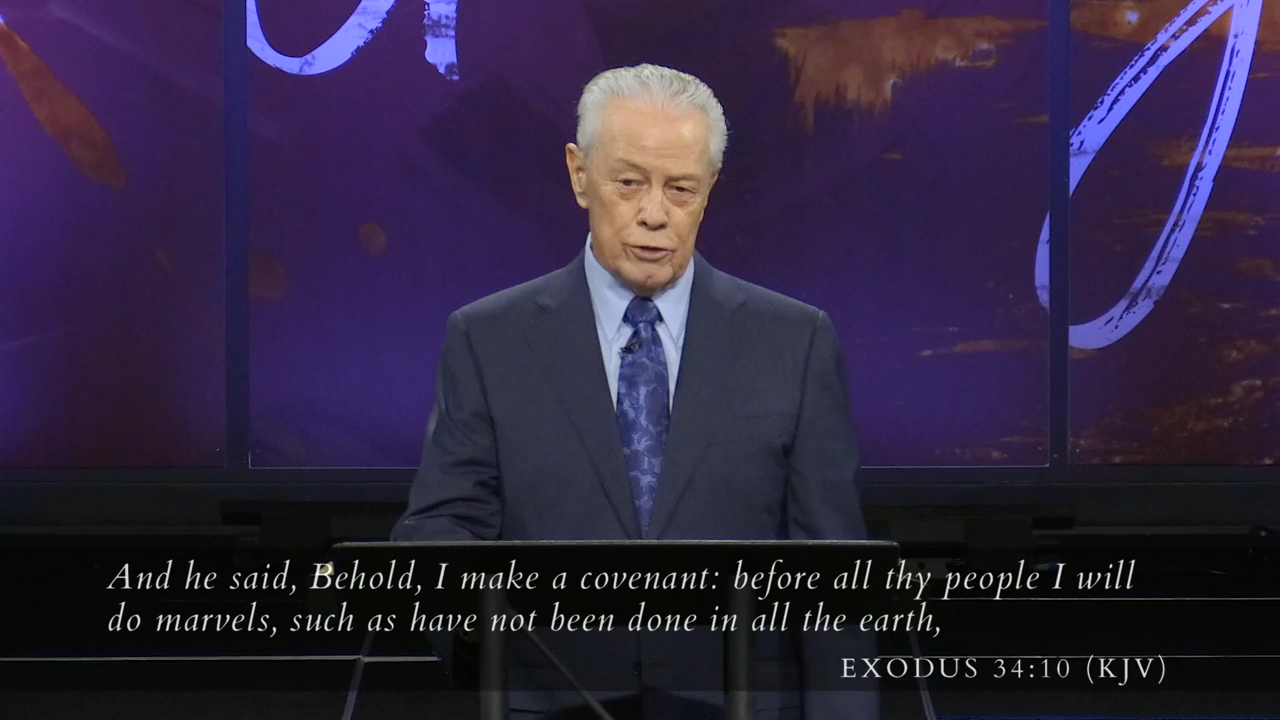 And he said, Behold, I make a covenant: before all thy people I will
do marvels, such as have not been done in all the earth,
EXODUS 34:10 (KJV)